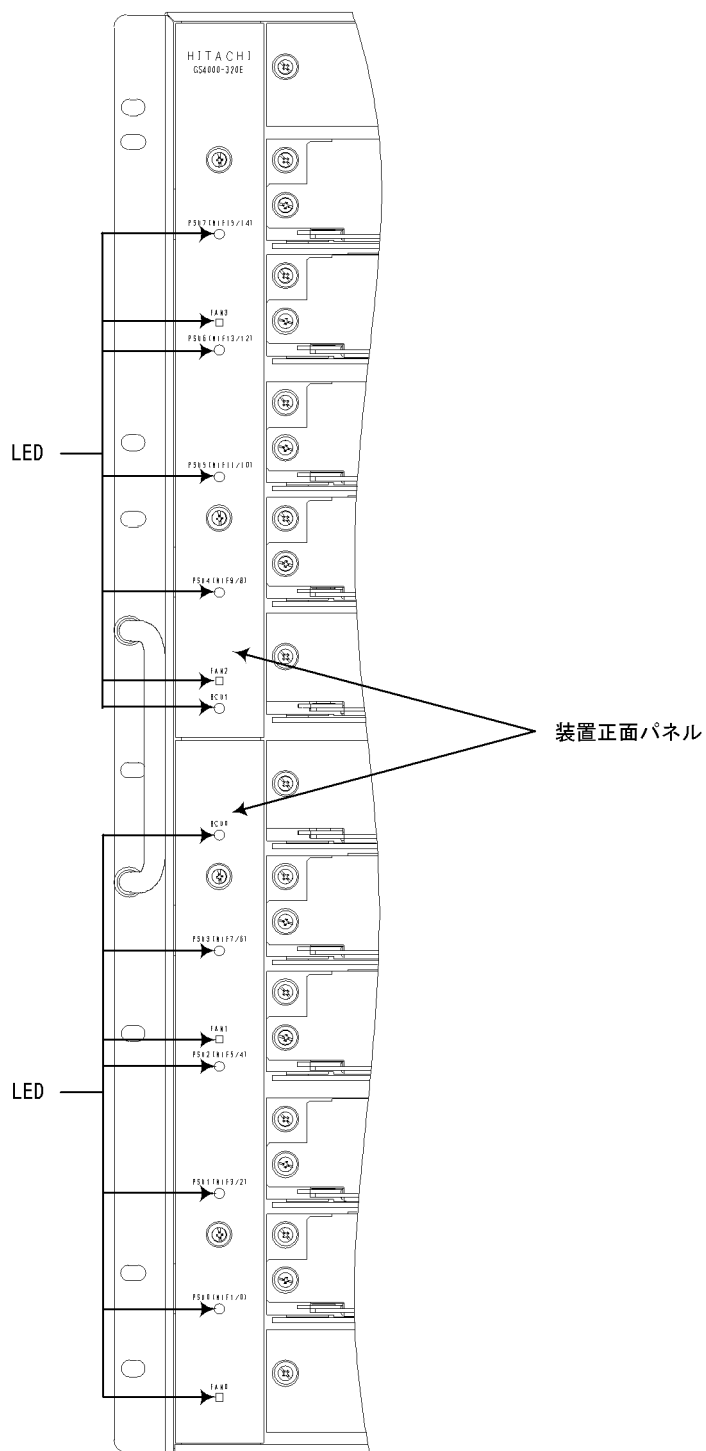 HITACHI
GS4000-320E
PSU7(NIF15/14)
FAN3
PSU6(NIF13/12)
LED
PSU5(NIF11/10)
PSU4(NIF9/8)
FAN2
BCU1
装置正面パネル
BCU0
PSU3(NIF7/6)
FAN1
PSU2(NIF5/4)
LED
PSU1(NIF3/2)
PSU0(NIF1/0)
FAN0